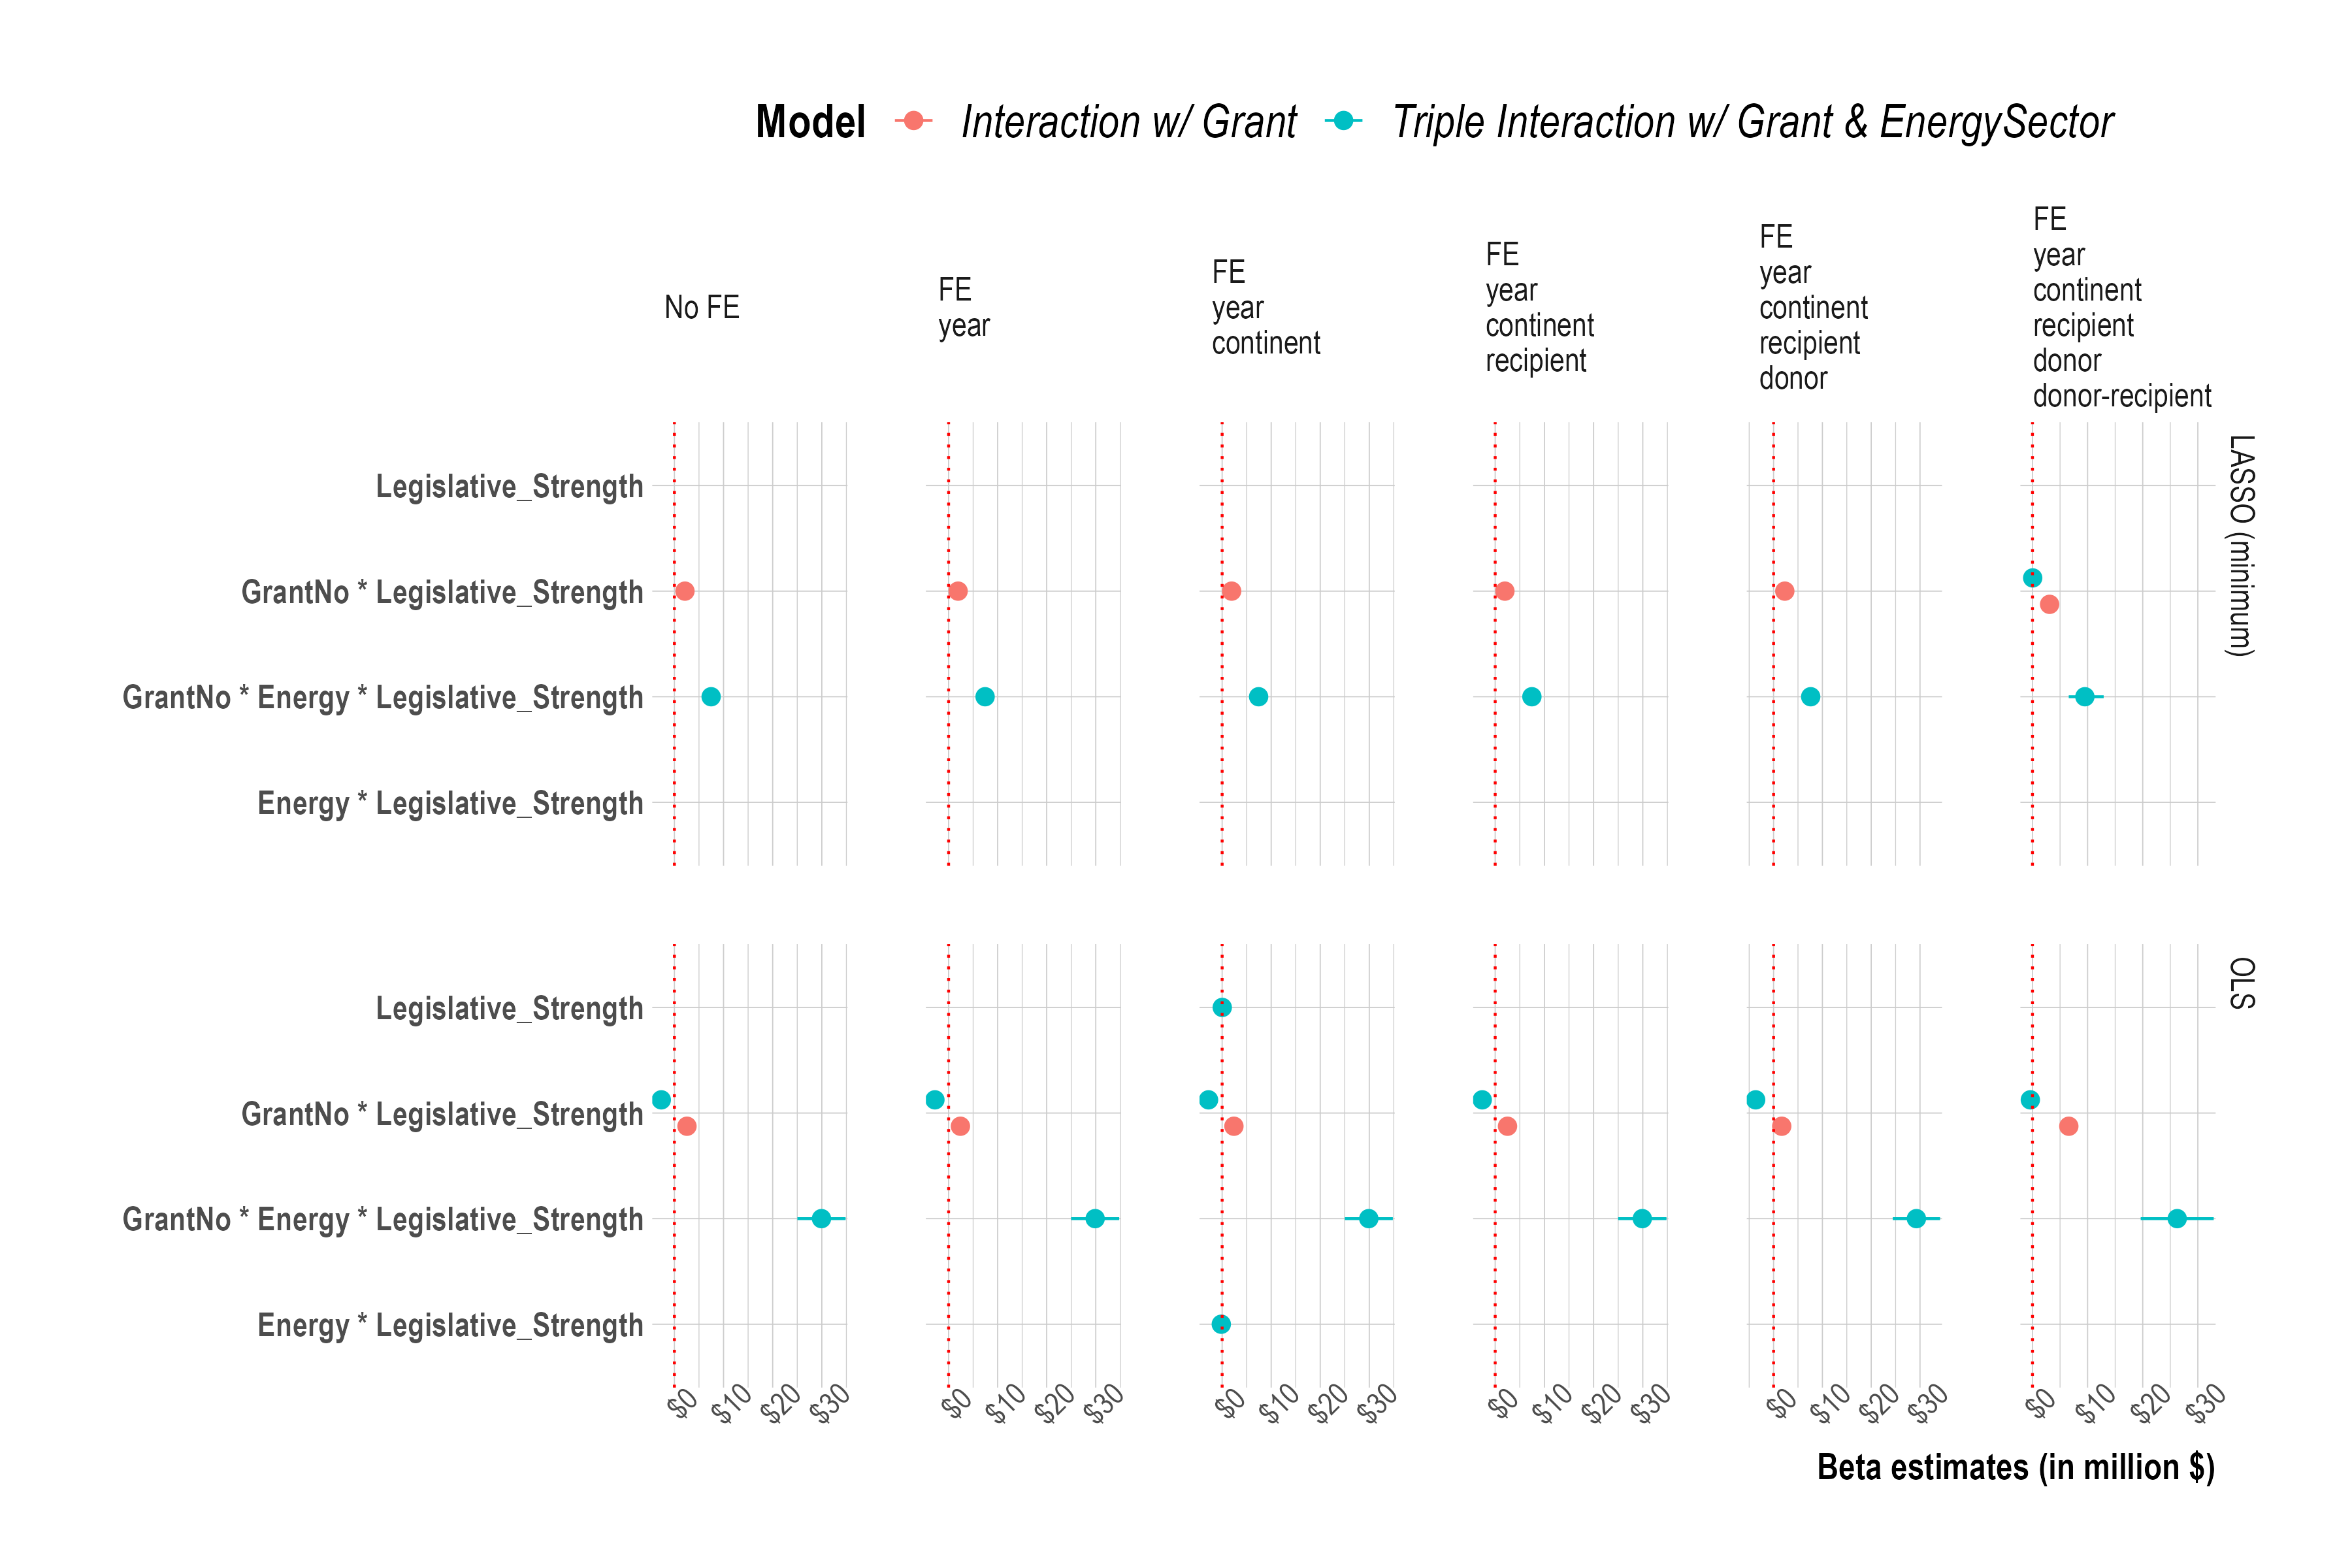 Model Interaction w/ Grant Triple Interaction w/ Grant & EnergySector
No FE
FE
year
FE
year
continent
FE
year
continent
recipient
FE
year
continent
recipient
donor
FE
year
continent
recipient
donor
donor-recipient
Legislative_Strength
GrantNo * Legislative_Strength
GrantNo * Energy * Legislative_Strength
Energy * Legislative_Strength
LASSO (minimum)
Legislative_Strength
GrantNo * Legislative_Strength
GrantNo * Energy * Legislative_Strength
Energy * Legislative_Strength
OLS
$0 $10 $20 $30 $0 $10 $20 $30 $0 $10 $20 $30 $0 $10 $20 $30 $0 $10 $20 $30 $0 $10 $20 $30
Beta estimates (in million $)